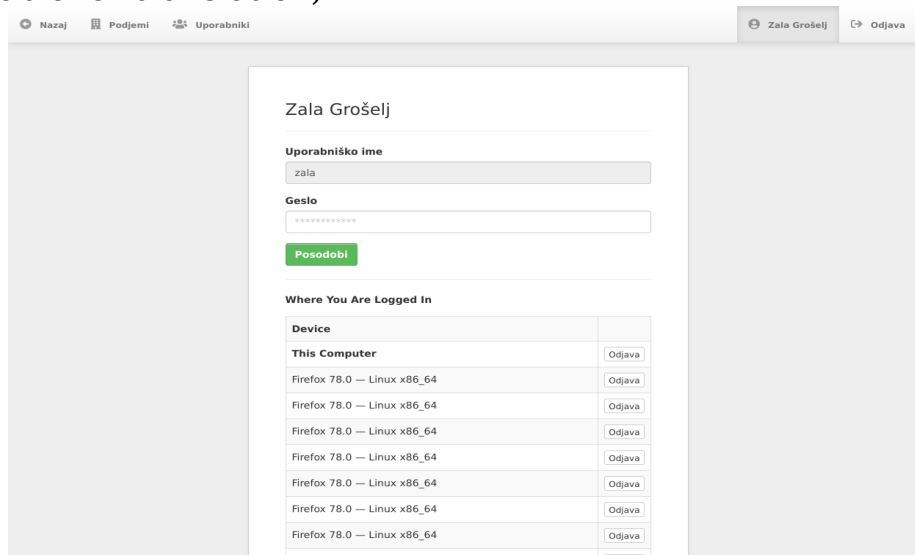 Nazaj Podjemi Uporabniki Zala Grošelj Odjava
Zala Grošelj
Uporabniško ime
zala
Geslo
************
Posodobi
Where You Are Logged In
Device
This Computer Odjava
Firefox 78.0 — Linux x86_64 Odjava
Firefox 78.0 — Linux x86_64 Odjava
Firefox 78.0 — Linux x86_64 Odjava
Firefox 78.0 — Linux x86_64 Odjava
Firefox 78.0 — Linux x86_64 Odjava
Firefox 78.0 — Linux x86_64 Odjava
Firefox 78.0 — Linux x86_64 Odjava